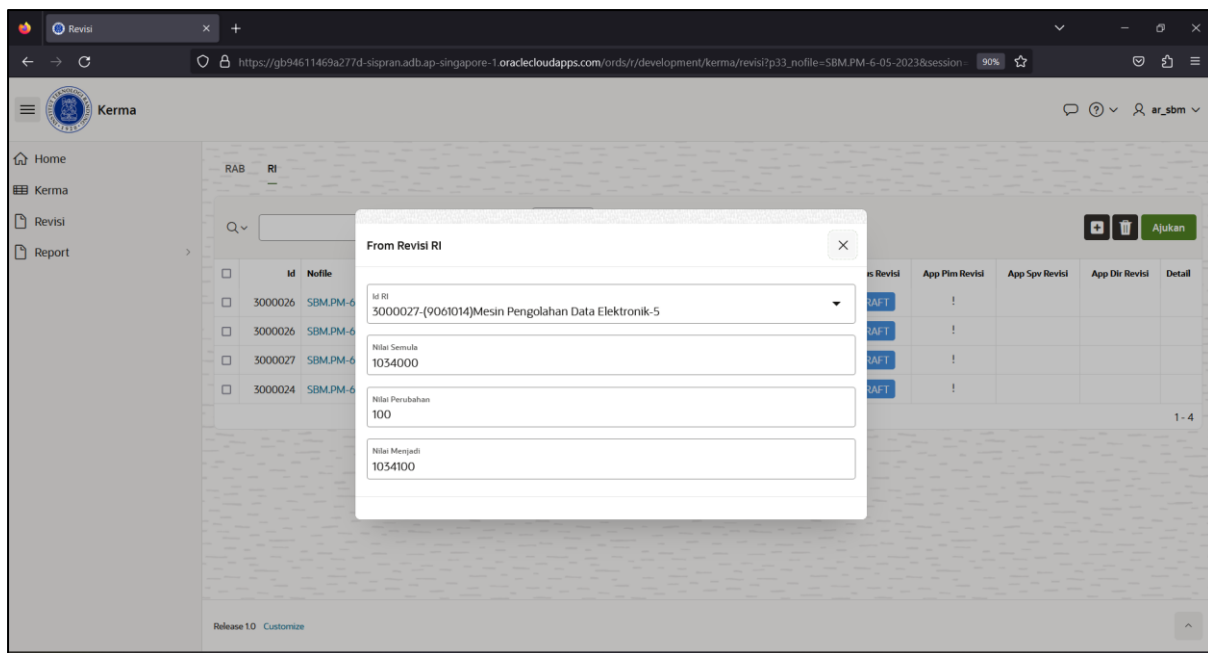 Revisi
https://gb94611469a277d-sispran.adb.ap-singapore-1.oraclecloudapps.com/ords/r/development/kerma/revisi?p33_nofile=SBM.PM-6-05-2023&session= 90%
Kerma
ar_sbm
Home
Kerma
Revisi
Report
RAB RI
Ajukan
From Revisi RI
Id Nofile us Revisi App Pim Revisi App Spv Revisi App Dir Revisi Detail
Id RI
3000027-(9061014)Mesin Pengolahan Data Elektronik-5
3000026 SBM.PM-6 RAFT !
3000026 SBM.PM-6 RAFT !
Nilai Semula
1034000
3000027 SBM.PM-6 RAFT !
3000024 SBM.PM-6 RAFT !
Nilai Perubahan
100
1 - 4
Nilai Menjadi
1034100
Release 1.0 Customize